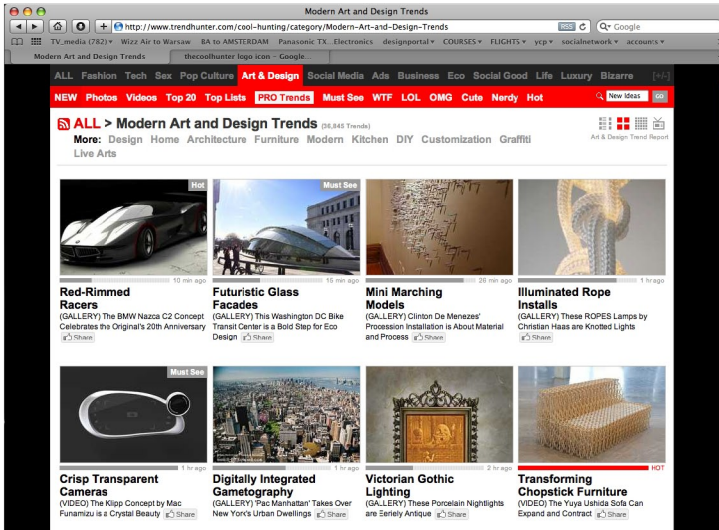 Modern Art and Design Trends
http://www.trendhunter.com/cool-hunting/category/Modern-Art-and-Design-Trends
RSS
Google
TV_media (782) Wizz Air to Warsaw BA to AMSTERDAM Panasonic TX...Electronics designportal COURSES FLIGHTS ycp socialnetwork accounts
Modern Art and Design Trends
thecoolhunter logo icon – Google...
ALL Fashion Tech Sex Pop Culture Art & Design Social Media Ads Business Eco Social Good Life Luxury Bizarre [+/-]
NEW Photos Videos Top 20 Top Lists PRO Trends Must See WTF LOL OMG Cute Nerdy Hot
New Ideas GO
ALL > Modern Art and Design Trends (36,845 Trends)
Art & Design Trend Report
More: Design Home Architecture Furniture Modern Kitchen DIY Customization Graffiti
Live Arts
Hot
10 min ago
Red-Rimmed
Racers
(GALLERY) The BMW Nazca C2 Concept
Celebrates the Original's 20th Anniversary
Share
Must See
15 min ago
Futuristic Glass
Facades
(GALLERY) This Washington DC Bike
Transit Center is a Bold Step for Eco
Design Share
26 min ago
Mini Marching
Models
(GALLERY) Clinton De Menezes'
Procession Installation is About Material
and Process Share
1 hr ago
Illuminated Rope
Installs
(GALLERY) These ROPES Lamps by
Christian Haas are Knotted Lights
Share
Must See
1 hr ago
Crisp Transparent
Cameras
(VIDEO) The Klipp Concept by Mac
Funamizu is a Crystal Beauty Share
1 hr ago
Digitally Integrated
Gametography
(GALLERY) 'Pac Manhattan' Takes Over
New York's Urban Dwellings Share
2 hr ago
Victorian Gothic
Lighting
(GALLERY) These Porcelain Nightlights
are Eeriely Antique Share
HOT
Transforming
Chopstick Furniture
(VIDEO) The Yuya Ushida Sofa Can
Expand and Contract Share